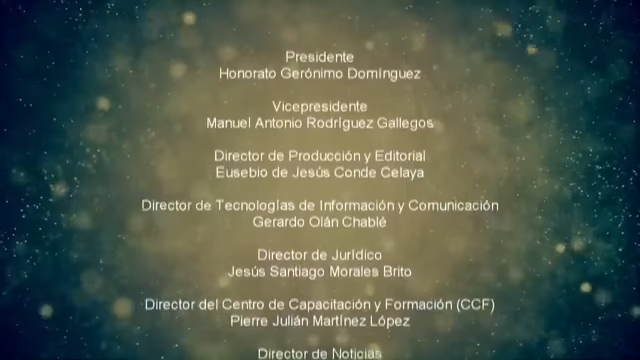 Presidente
Honorato Gerónimo Domínguez
Vicepresidente
Manuel Antonio Rodríguez Gallegos
Director de Producción y Editorial
Eusebio de Jesús Conde Celaya
Director de Tecnologías de Información y Comunicación
Gerardo Olán Chablé
Director de Jurídico
Jesús Santiago Morales Brito
Director del Centro de Capacitación y Formación (CCF)
Pierre Julián Martínez López
Director de Noticias